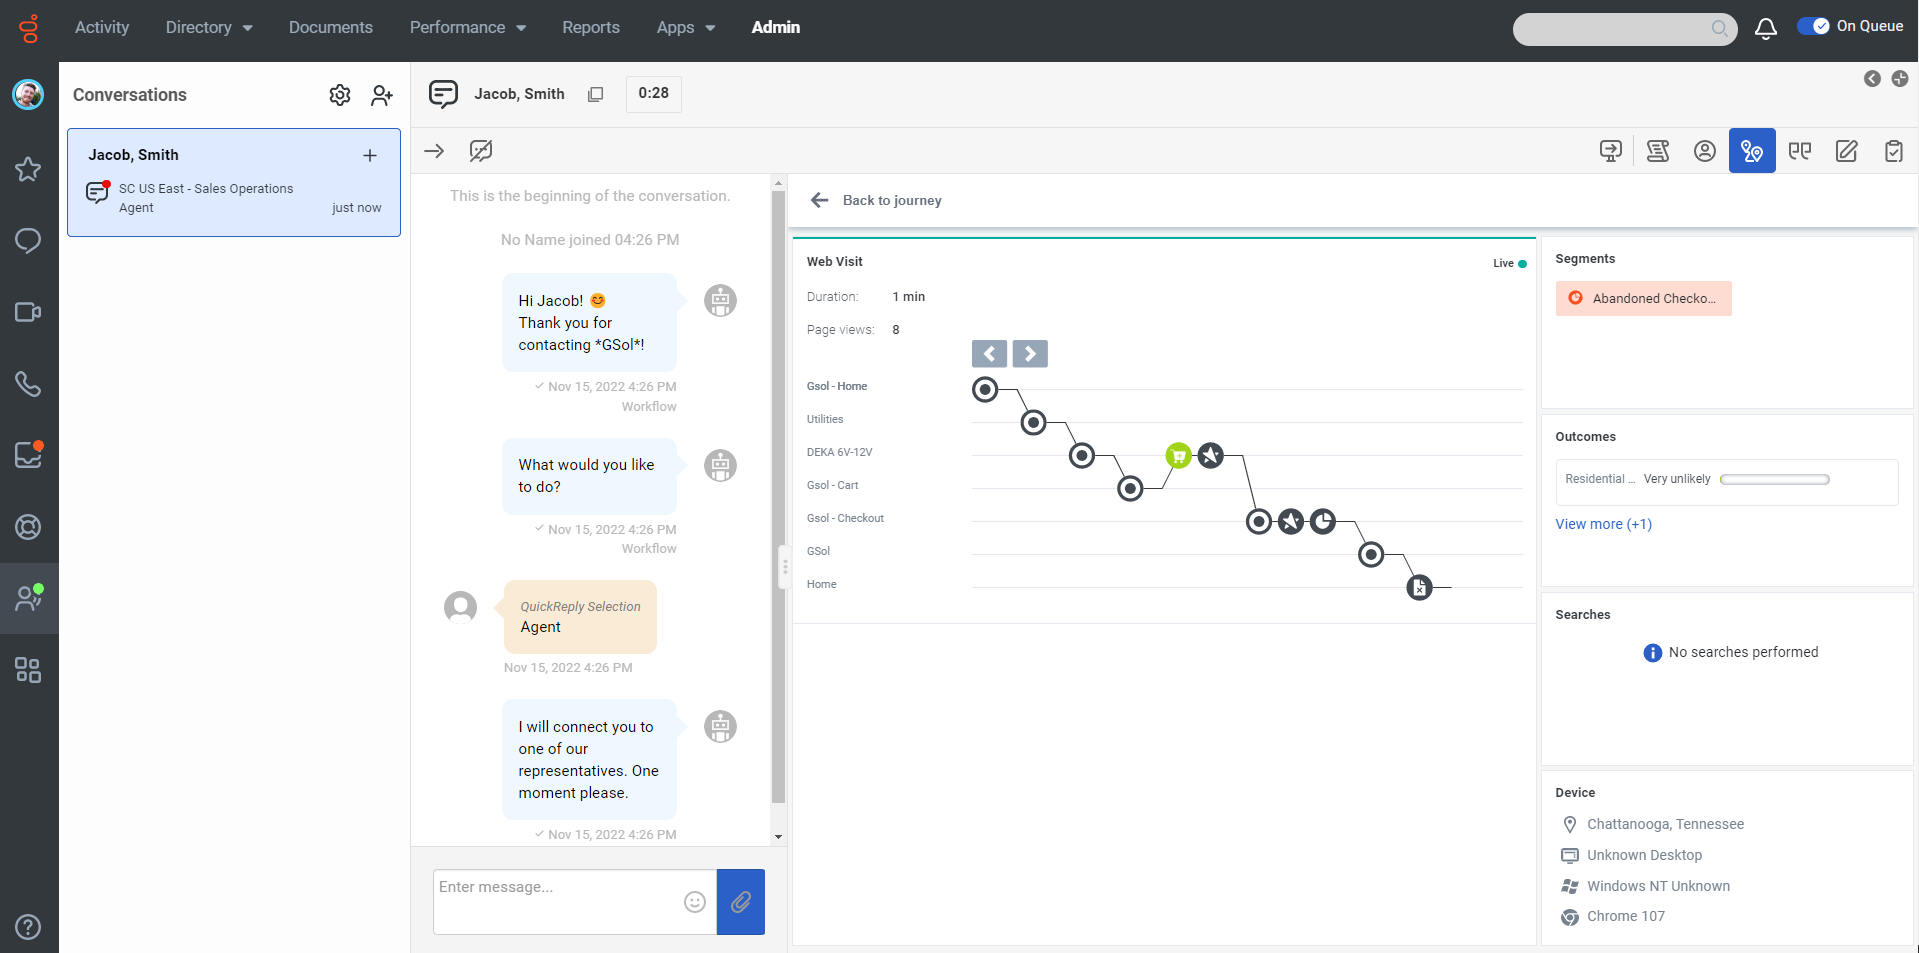 Activity
Directory
Documents
Performance
Reports
Apps
Admin
On Queue
Conversations
Jacob, Smith
SC US East - Sales Operations
Agent
just now
Jacob, Smith
0:28
This is the beginning of the conversation.
No Name joined 04:26 PM
Hi Jacob! 😊
Thank you for
contacting *GSol*!
Nov 15, 2022 4:26 PM
Workflow
What would you like
to do?
Nov 15, 2022 4:26 PM
Workflow
QuickReply Selection
Agent
Nov 15, 2022 4:26 PM
I will connect you to
one of our
representatives. One
moment please.
Nov 15, 2022 4:26 PM
Enter message...
Back to journey
Web Visit
Live
Duration: 1 min
Page views: 8
Gsol - Home
Utilities
DEKA 6V-12V
Gsol - Cart
Gsol - Checkout
GSol
Home
Segments
Abandoned Checko...
Outcomes
Residential ... Very unlikely
View more (+1)
Searches
No searches performed
Device
Chattanooga, Tennessee
Unknown Desktop
Windows NT Unknown
Chrome 107